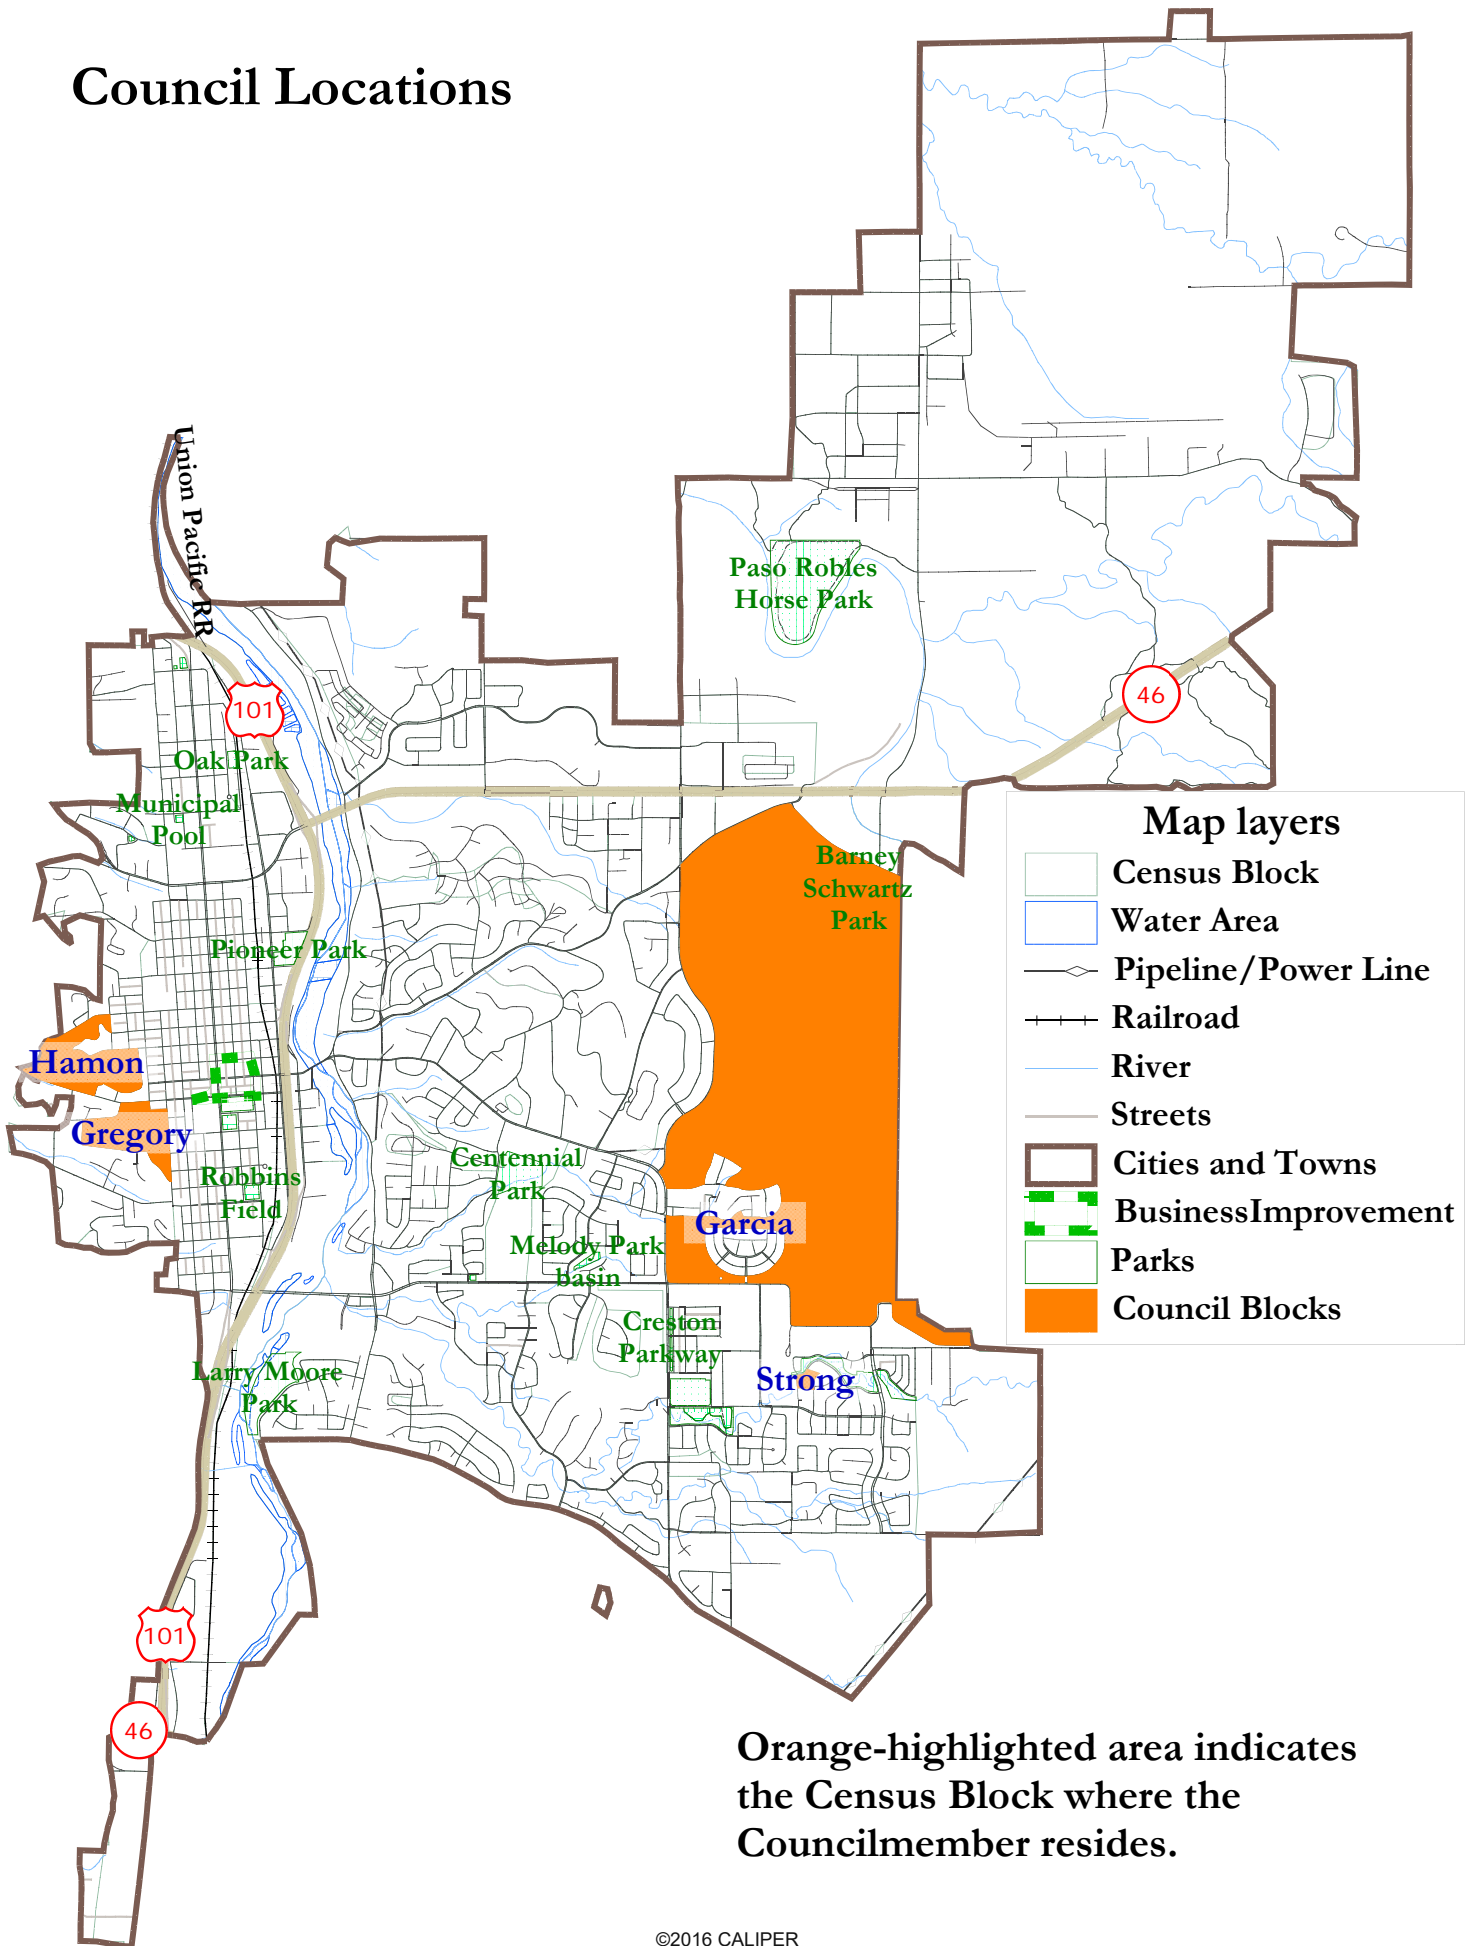 Council Locations
Union Pacific RR
Paso Robles
Horse Park
46
101
Oak Park
Municipal
Pool
Barney
Schwartz
Park
Pioneer Park
Hamon
Gregory
Robbins
Field
Centennial
Park
Garcia
Melody Park
basin
Creston
Parkway
Larry Moore
Park
Strong
101
46
Map layers
Census Block
Water Area
Pipeline/Power Line
Railroad
River
Streets
Cities and Towns
BusinessImprovement
Parks
Council Blocks
Orange-highlighted area indicates
the Census Block where the
Councilmember resides.
©2016 CALIPER